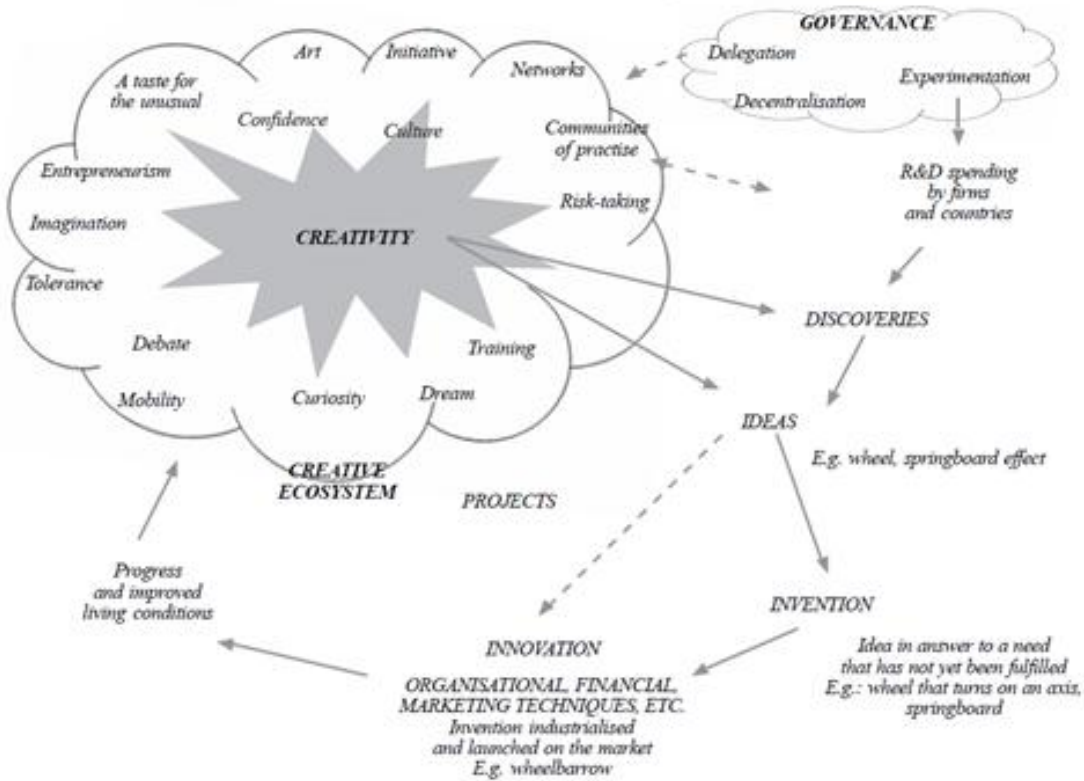 GOVERNANCE
Delegation
Experimentation
Decentralisation
Art
Initiative
Networks
A taste for
the unusual
Confidence
Culture
Communities
of practise
Entrepreneurism
Risk-taking
Imagination
CREATIVITY
Tolerance
Debate
Training
Mobility
Curiosity
Dream
CREATIVE
ECOSYSTEM
R&D spending
by firms
and countries
DISCOVERIES
IDEAS
E.g. wheel, springboard effect
PROJECTS
INVENTION
Idea in answer to a need
that has not yet been fulfilled
E.g.: wheel that turns on an axis,
springboard
INNOVATION
ORGANISATIONAL, FINANCIAL,
MARKETING TECHNIQUES, ETC.
Invention industrialised
and launched on the market
E.g. wheelbarrow
Progress
and improved
living conditions